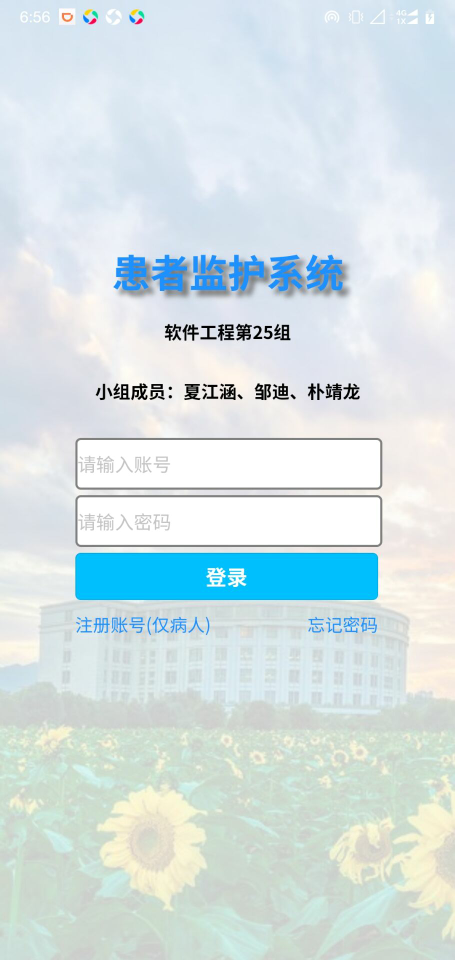 6:56
4G
1X
患者监护系统
软件工程第25组
小组成员：夏江涵、邹迪、朴靖龙
请输入账号
请输入密码
登录
注册账号(仅病人) 忘记密码